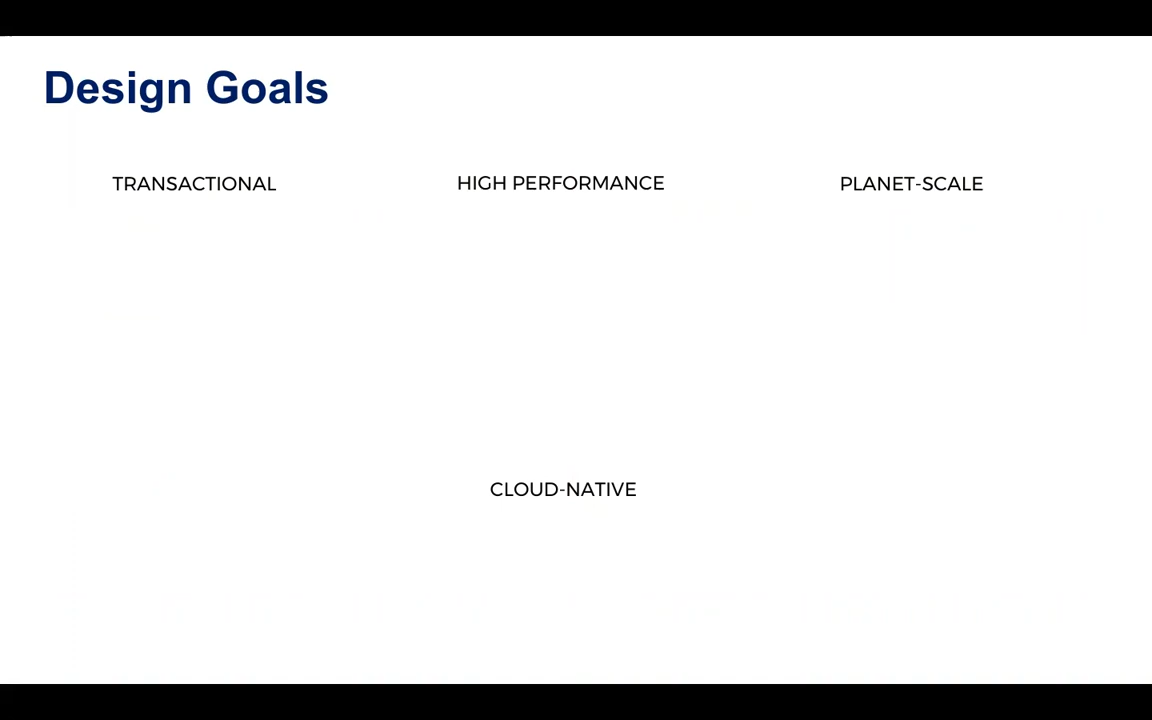 Design Goals
TRANSACTIONAL
HIGH PERFORMANCE
PLANET-SCALE
CLOUD-NATIVE